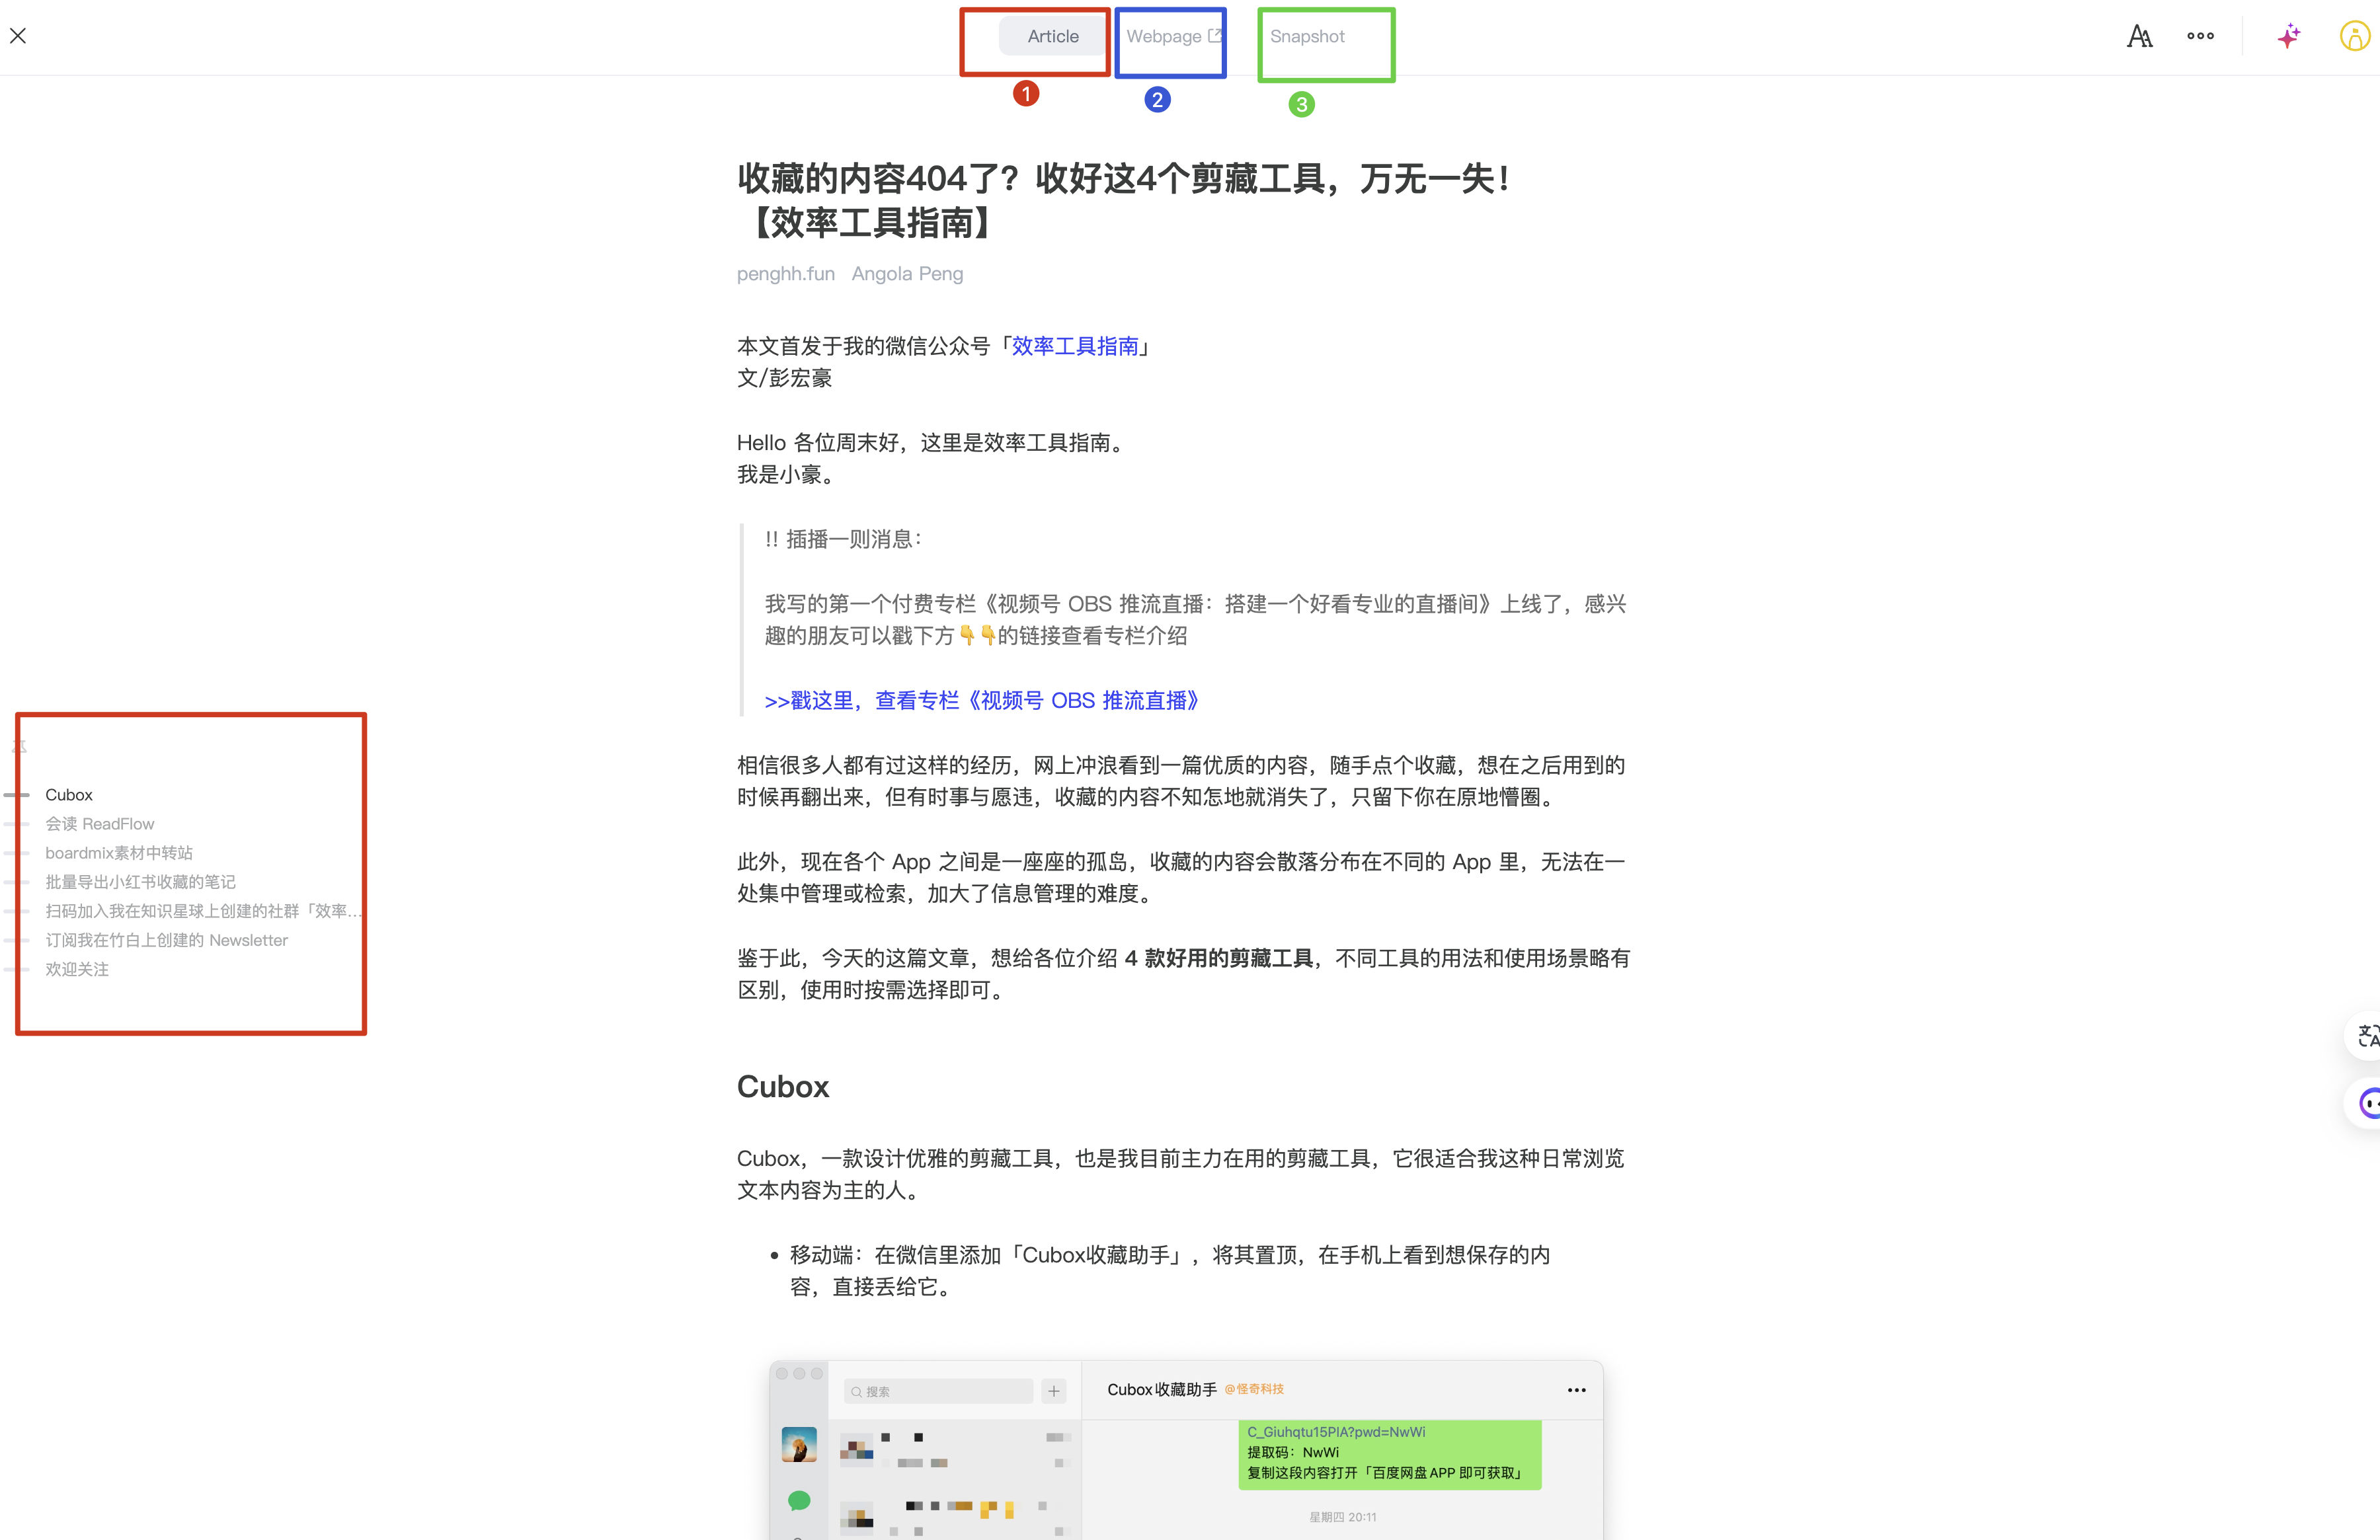 Article
Webpage
Snapshot
1
2
3
收藏的内容404了？收好这4个剪藏工具，万无一失！
【效率工具指南】
penghh.fun Angola Peng
本文首发于我的微信公众号「效率工具指南」
文/彭宏豪
Hello 各位周末好，这里是效率工具指南。
我是小豪。
!! 插播一则消息：
我写的第一个付费专栏《视频号 OBS 推流直播：搭建一个好看专业的直播间》上线了，感兴
趣的朋友可以戳下方👇👇的链接查看专栏介绍
>>戳这里，查看专栏《视频号 OBS 推流直播》
相信很多人都有过这样的经历，网上冲浪看到一篇优质的内容，随手点个收藏，想在之后用到的
时候再翻出来，但有时事与愿违，收藏的内容不知怎地就消失了，只留下你在原地懵圈。
此外，现在各个 App 之间是一座座的孤岛，收藏的内容会散落分布在不同的 App 里，无法在一
处集中管理或检索，加大了信息管理的难度。
鉴于此，今天的这篇文章，想给各位介绍 4 款好用的剪藏工具，不同工具的用法和使用场景略有
区别，使用时按需选择即可。
Cubox
会读 ReadFlow
boardmix素材中转站
批量导出小红书收藏的笔记
扫码加入我在知识星球上创建的社群「效率...
订阅我在竹白上创建的 Newsletter
欢迎关注
Cubox
Cubox，一款设计优雅的剪藏工具，也是我目前主力在用的剪藏工具，它很适合我这种日常浏览
文本内容为主的人。
• 移动端：在微信里添加「Cubox收藏助手」，将其置顶，在手机上看到想保存的内
容，直接丢给它。
搜索
Cubox收藏助手 @怪奇科技
C_Giuhqtu15PIA?pwd=NwWi
提取码：NwWi
复制这段内容打开「百度网盘APP 即可获取」
星期四 20:11